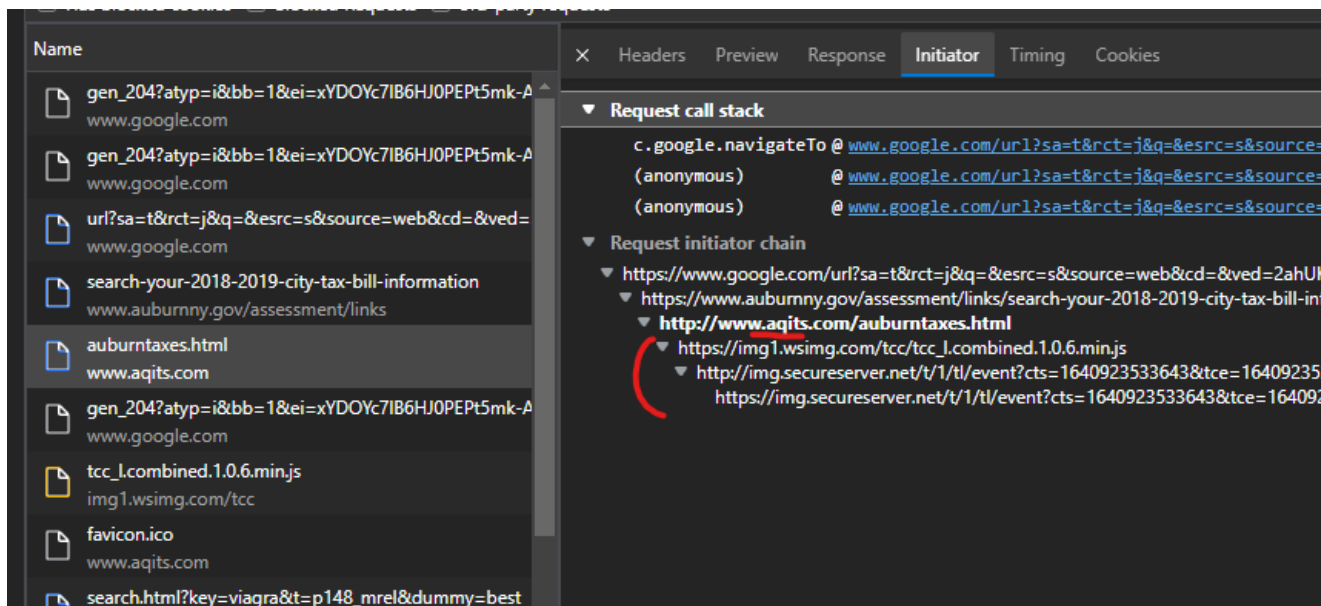 Name
gen_204?atyp=i&bb=1&ei=xYDOYc7IB6HJ0PEPt5mk-A
www.google.com
gen_204?atyp=i&bb=1&ei=xYDOYc7IB6HJ0PEPt5mk-A
www.google.com
url?sa=t&rct=j&q=&esrc=s&source=web&cd=&ved=
www.google.com
search-your-2018-2019-city-tax-bill-information
www.auburnny.gov/assessment/links
auburntaxes.html
www.aqits.com
gen_204?atyp=i&bb=1&ei=xYDOYc7IB6HJ0PEPt5mk-A
www.google.com
tcc_l.combined.1.0.6.min.js
img1.wsimg.com/tcc
favicon.ico
www.aqits.com
search.html?key=viagra&t=p148_mrel&dummy=best
Headers Preview Response Initiator Timing Cookies
Request call stack
c.google.navigateTo @ www.google.com/url?sa=t&rct=j&q=&esrc=s&source=
(anonymous) @ www.google.com/url?sa=t&rct=j&q=&esrc=s&source=
(anonymous) @ www.google.com/url?sa=t&rct=j&q=&esrc=s&source=
Request initiator chain
https://www.google.com/url?sa=t&rct=j&q=&esrc=s&source=web&cd=&ved=2ahU
https://www.auburnny.gov/assessment/links/search-your-2018-2019-city-tax-bill-in
http://www.aqits.com/auburntaxes.html
https://img1.wsimg.com/tcc/tcc_l.combined.1.0.6.min.js
http://img.secureserver.net/t/1/tl/event?cts=1640923533643&tce=16409235
https://img.secureserver.net/t/1/tl/event?cts=1640923533643&tce=164092